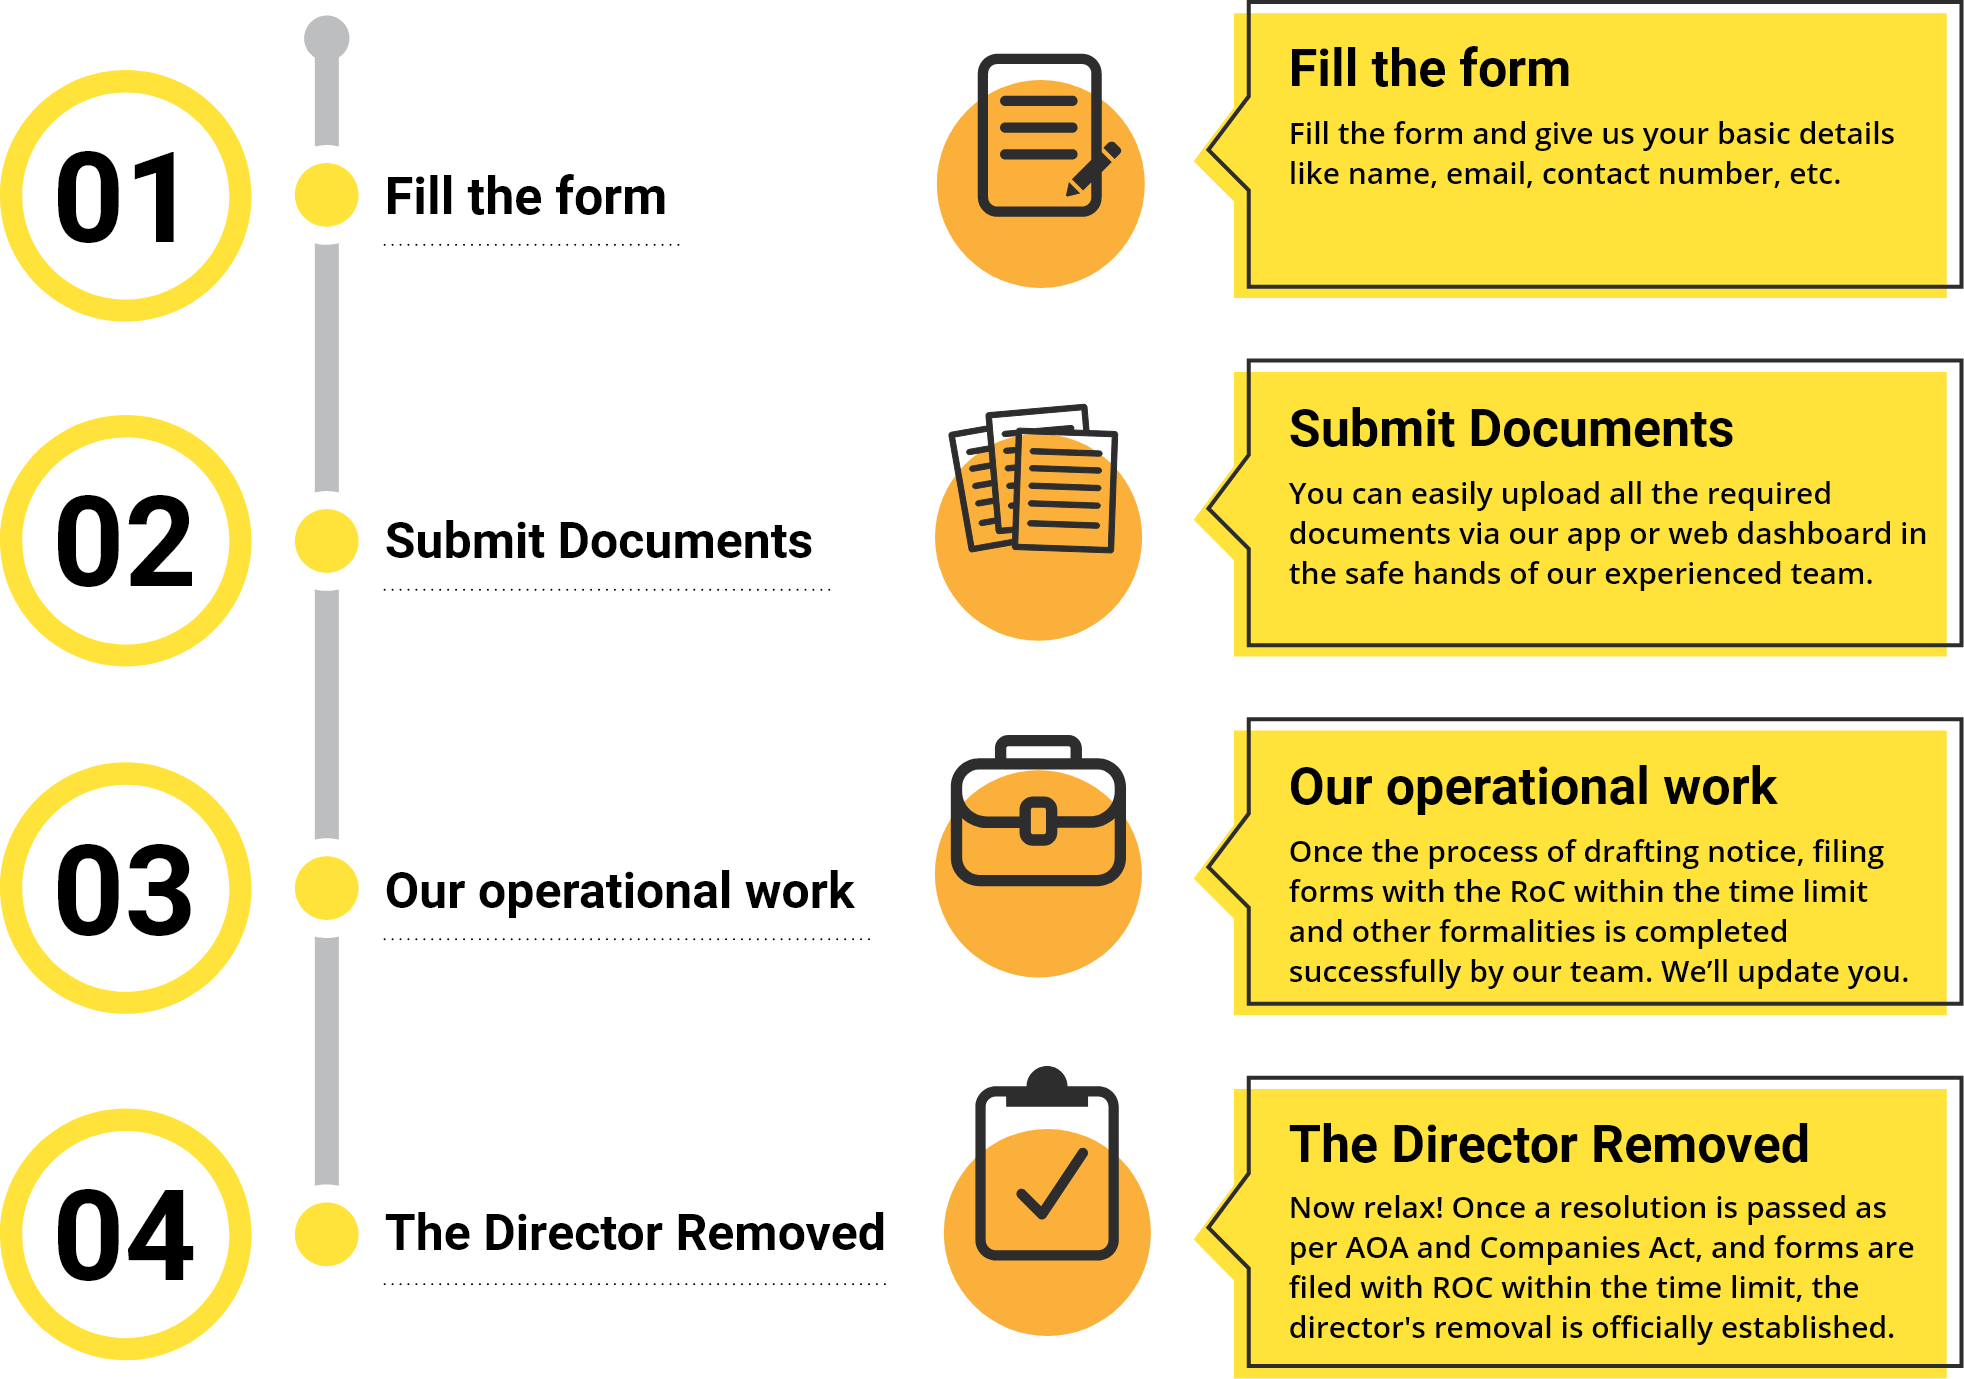 01
Fill the form
Fill the form
Fill the form and give us your basic details
like name, email, contact number, etc.
02
Submit Documents
Submit Documents
You can easily upload all the required
documents via our app or web dashboard in
the safe hands of our experienced team.
03
Our operational work
Our operational work
Once the process of drafting notice, filing
forms with the RoC within the time limit
and other formalities is completed
successfully by our team. We’ll update you.
04
The Director Removed
The Director Removed
Now relax! Once a resolution is passed as
per AOA and Companies Act, and forms are
filed with ROC within the time limit, the
director's removal is officially established.